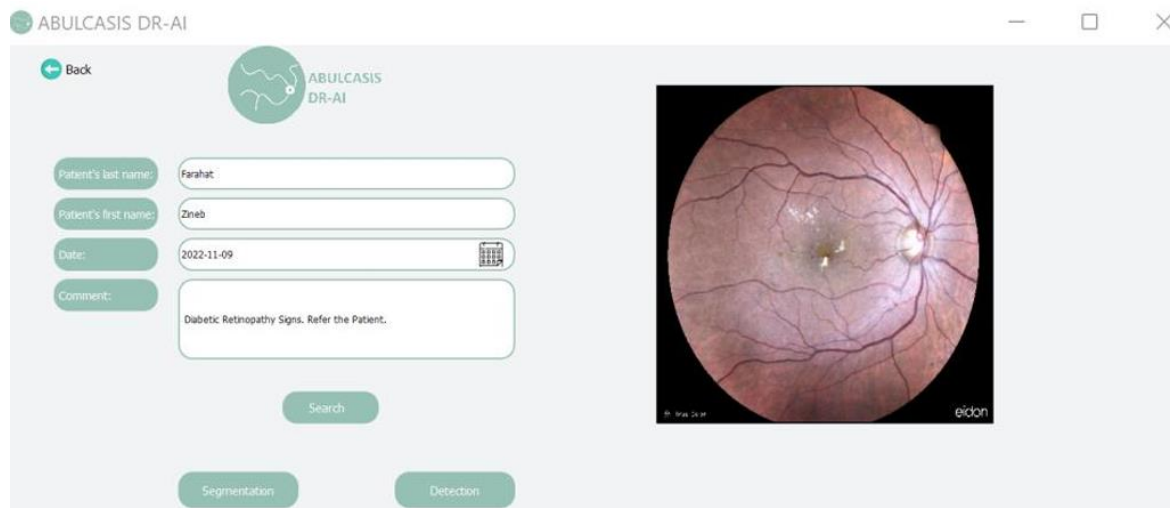 ABULCASIS DR-AI
Back
ABULCASIS
DR-AI
Patient's last name:
Farahat
Patient's first name:
Zineb
Date:
2022-11-09
Comment:
Diabetic Retinopathy Signs. Refer the Patient.
Search
Segmentation
Detection
eidon